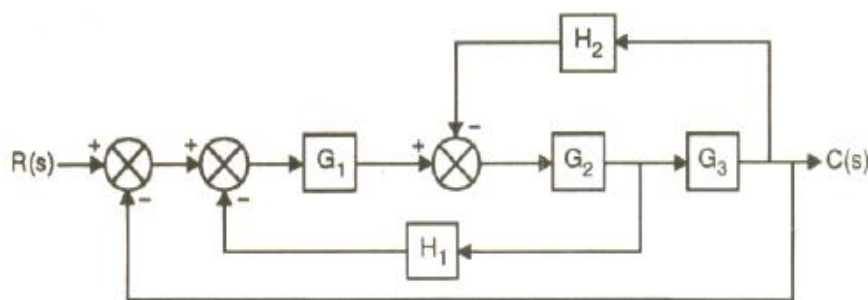 H₂
R(s) + - + - G₁ + - G₂ G₃ C(s)
H₁